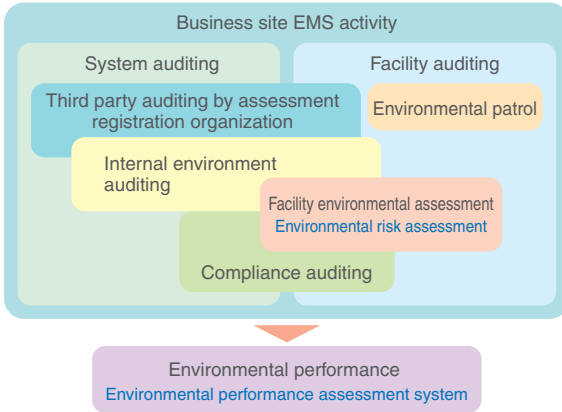 Business site EMS activity
System auditing
Facility auditing
Third party auditing by assessment
registration organization
Environmental patrol
Internal environment
auditing
Facility environmental assessment
Environmental risk assessment
Compliance auditing
Environmental performance
Environmental performance assessment system